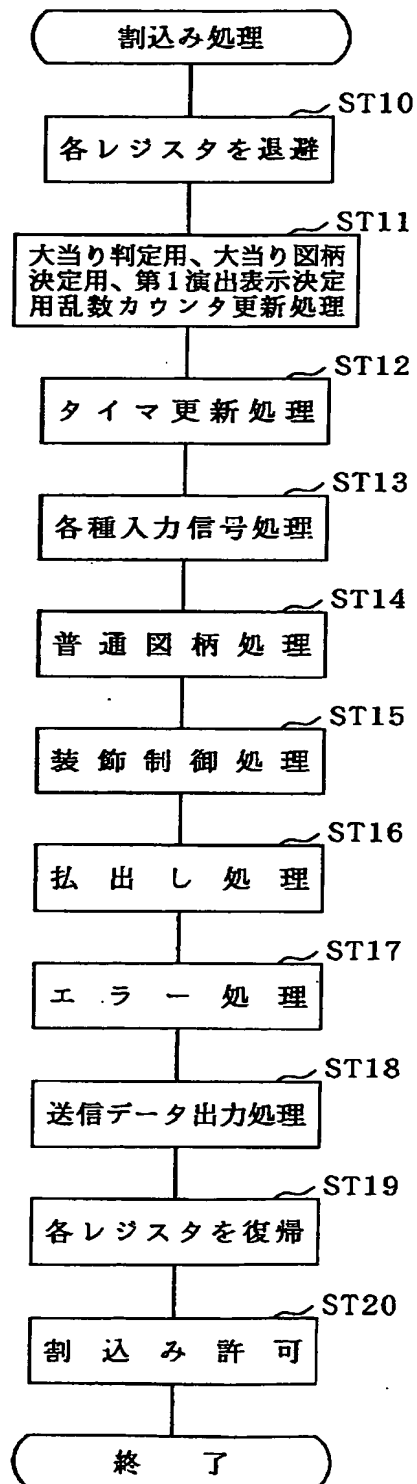 割込み処理
ST10
各レジスタを退避
ST11
大当り判定用、大当り図柄
決定用、第1演出表示決定
用乱数カウンタ更新処理
ST12
タイマ更新処理
ST13
各種入力信号処理
ST14
普通図柄処理
ST15
装飾制御処理
ST16
払出し処理
ST17
エラー処理
ST18
送信データ出力処理
ST19
各レジスタを復帰
ST20
割込み許可
終了